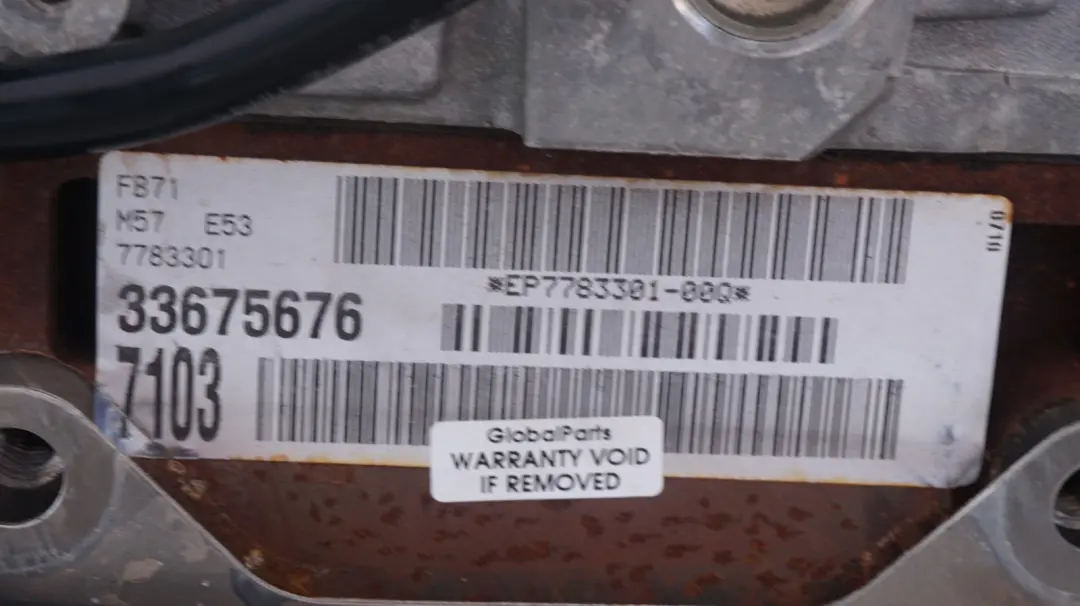 FB71
M57 E53
7783301
*EP7783301-00Q*
33675676
7103
GlobalParts
WARRANTY VOID
IF REMOVED